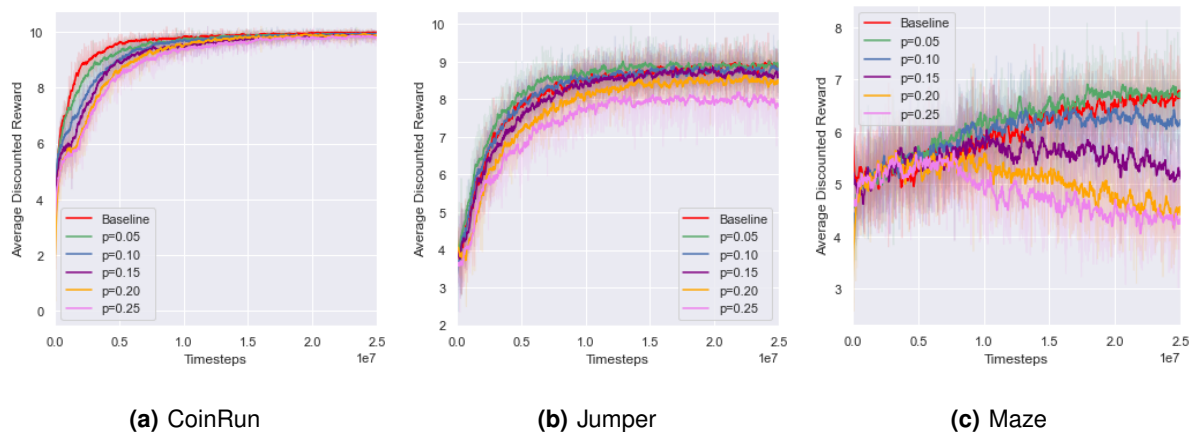 Average Discounted Reward
10
8
6
4
2
0
Baseline
p=0.05
p=0.10
p=0.15
p=0.20
p=0.25
0.0
0.5
1.0
1.5
2.0
2.5
1e7
Timesteps
(a) CoinRun
Average Discounted Reward
10
9
8
7
6
5
4
3
2
Baseline
p=0.05
p=0.10
p=0.15
p=0.20
p=0.25
0.0
0.5
1.0
1.5
2.0
2.5
1e7
Timesteps
(b) Jumper
Average Discounted Reward
8
7
6
5
4
3
Baseline
p=0.05
p=0.10
p=0.15
p=0.20
p=0.25
0.0
0.5
1.0
1.5
2.0
2.5
1e7
Timesteps
(c) Maze